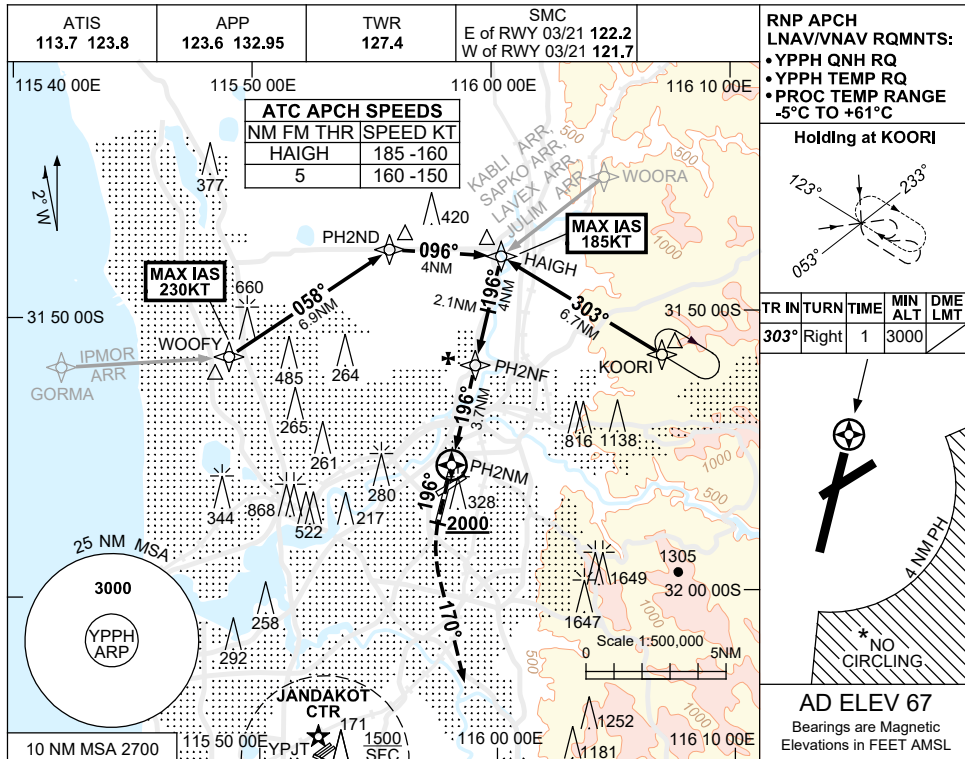 ATIS
113.7 123.8
APP
123.6 132.95
TWR
127.4
SMC
E of RWY 03/21 122.2
W of RWY 03/21 121.7
RNP APCH
LNAV/VNAV RQMNTS:
•YPPH QNH RQ
•YPPH TEMP RQ
•PROC TEMP RANGE
-5°C TO +61°C
115 40 00E
115 50 00E
116 00 00E
116 10 00E
ATC APCH SPEEDS
NM FM THR SPEED KT
HAIGH 185 -160
5 160 -150
2°W
377
420
KABLI ARR,
SAPKO ARR,
LAVEX ARR,
JULIM ARR
500
500
WOORA
PH2ND
096°
4NM
HAIGH
MAX IAS
185KT
MAX IAS
230KT
660
058°
6.9NM
2.1NM
196°
4NM
303°
6.7NM
31 50 00S
WOOFY
IPMOR
ARR
GORMA
485
264
PH2NF
KOORI
265
196°
3.7NM
816
1138
261
1000
344
868
522
217
280
PH2NM
328
196°
2000
500
25 NM MSA
3000
YPPH
ARP
258
292
170°
1649
1647
1305
32 00 00S
1000
Scale 1:500,000
0 5NM
500
JANDAKOT
CTR
171
YPJT
1500
SFC
1252
1181
10 NM MSA 2700
115 50 00E
116 00 00E
116 10 00E
Holding at KOORI
123°
233°
053°
TR IN TURN TIME MIN ALT DME LMT
303° Right 1 3000
4 NM PH
*NO
CIRCLING
AD ELEV 67
Bearings are Magnetic
Elevations in FEET AMSL